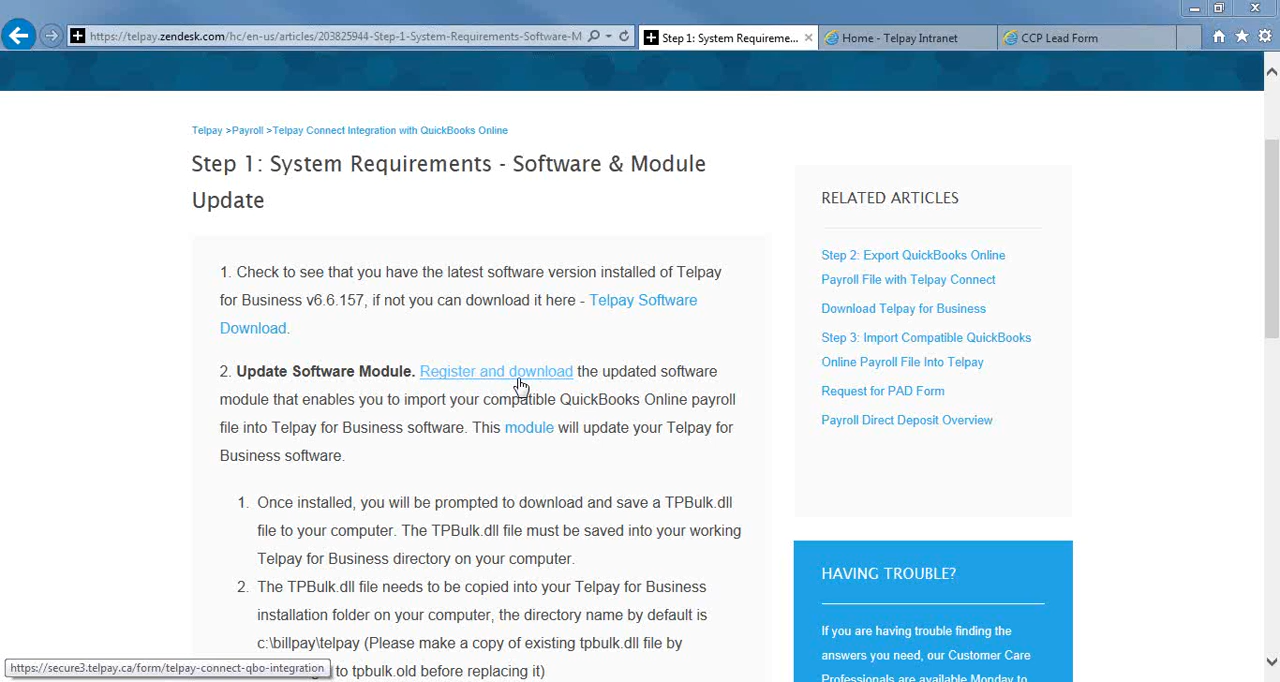 https://telpay.zendesk.com/hc/en-us/articles/203825944-Step-1-System-Requirements-Software-M
Step 1: System Requireme...
Home - Telpay Intranet
CCP Lead Form
Telpay >Payroll >Telpay Connect Integration with QuickBooks Online
Step 1: System Requirements - Software & Module
Update
1. Check to see that you have the latest software version installed of Telpay
for Business v6.6.157, if not you can download it here - Telpay Software
Download.
2. Update Software Module. Register and download the updated software
module that enables you to import your compatible QuickBooks Online payroll
file into Telpay for Business software. This module will update your Telpay for
Business software.
1. Once installed, you will be prompted to download and save a TPBulk.dll
file to your computer. The TPBulk.dll file must be saved into your working
Telpay for Business directory on your computer.
2. The TPBulk.dll file needs to be copied into your Telpay for Business
installation folder on your computer, the directory name by default is
c:\billpay\telpay (Please make a copy of existing tpbulk.dll file by
to tpbulk.old before replacing it)
https://secure3.telpay.ca/form/telpay-connect-qbo-integration
RELATED ARTICLES
Step 2: Export QuickBooks Online
Payroll File with Telpay Connect
Download Telpay for Business
Step 3: Import Compatible QuickBooks
Online Payroll File Into Telpay
Request for PAD Form
Payroll Direct Deposit Overview
HAVING TROUBLE?
If you are having trouble finding the
answers you need, our Customer Care
Professionals are available Monday to